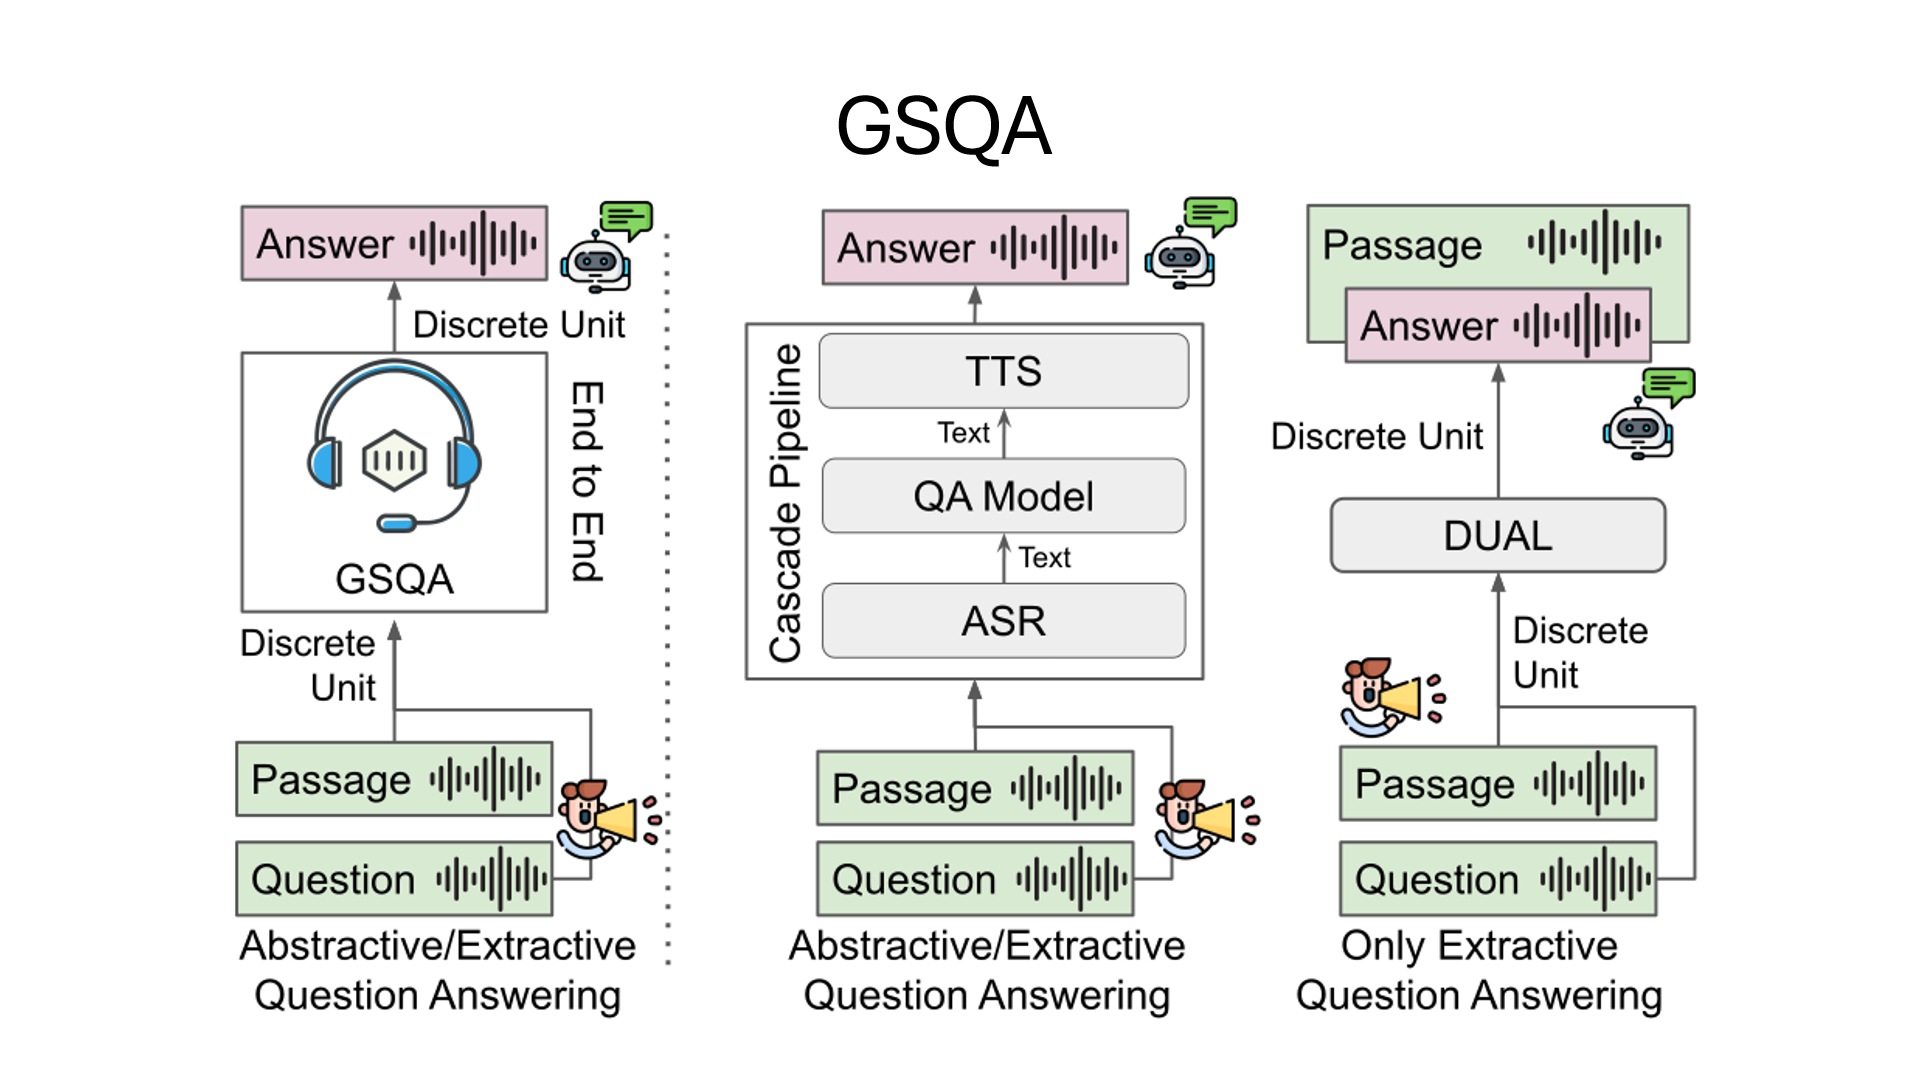 GSQA
Answer
Discrete Unit
End to End
GSQA
Discrete
Unit
Passage
Question
Abstractive/Extractive
Question Answering
Answer
Cascade Pipeline
TTS
Text
QA Model
Text
ASR
Passage
Question
Abstractive/Extractive
Question Answering
Passage
Answer
Discrete Unit
DUAL
Discrete
Unit
Passage
Question
Only Extractive
Question Answering